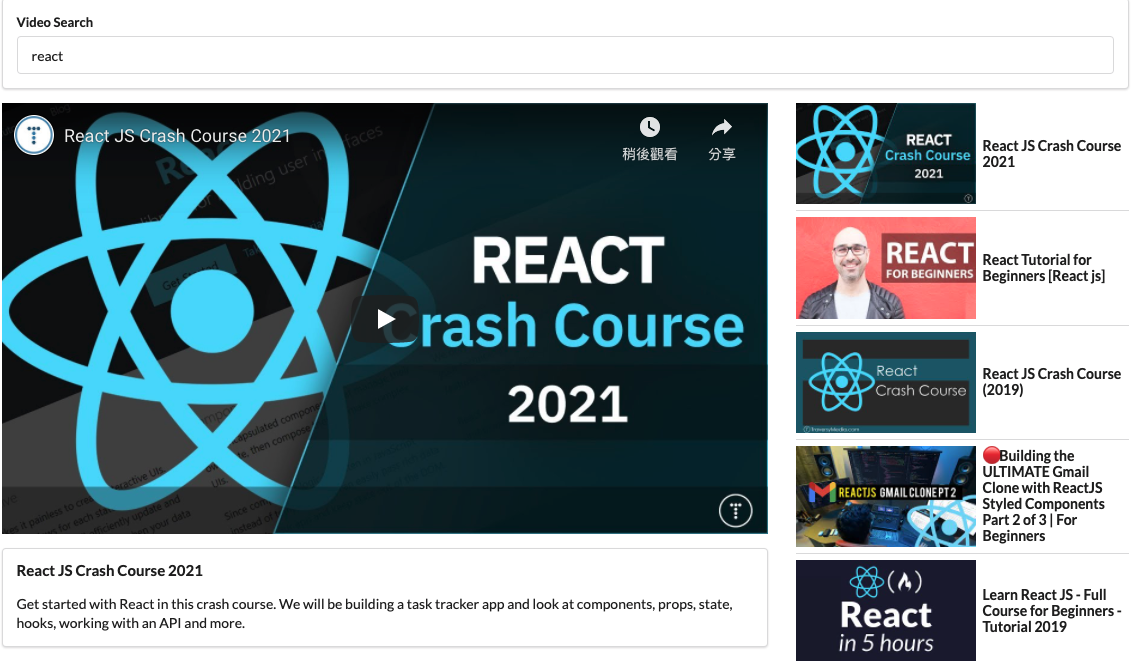 Video Search
react
React JS Crash Course 2021
稍後觀看
分享
REACT
Crash Course
2021
React JS Crash Course 2021
Get started with React in this crash course. We will be building a task tracker app and look at components, props, state,
hooks, working with an API and more.
REACT
Crash Course
2021
React JS Crash Course
2021
REACT
FOR BEGINNERS
React Tutorial for
Beginners [React js]
React
Crash Course
TraversyMedia.com
React JS Crash Course
(2019)
REACTJS GMAIL CLONE PT 2
🔴Building the
ULTIMATE Gmail
Clone with ReactJS
Styled Components
Part 2 of 3 | For
Beginners
React
in 5 hours
Learn React JS - Full
Course for Beginners -
Tutorial 2019